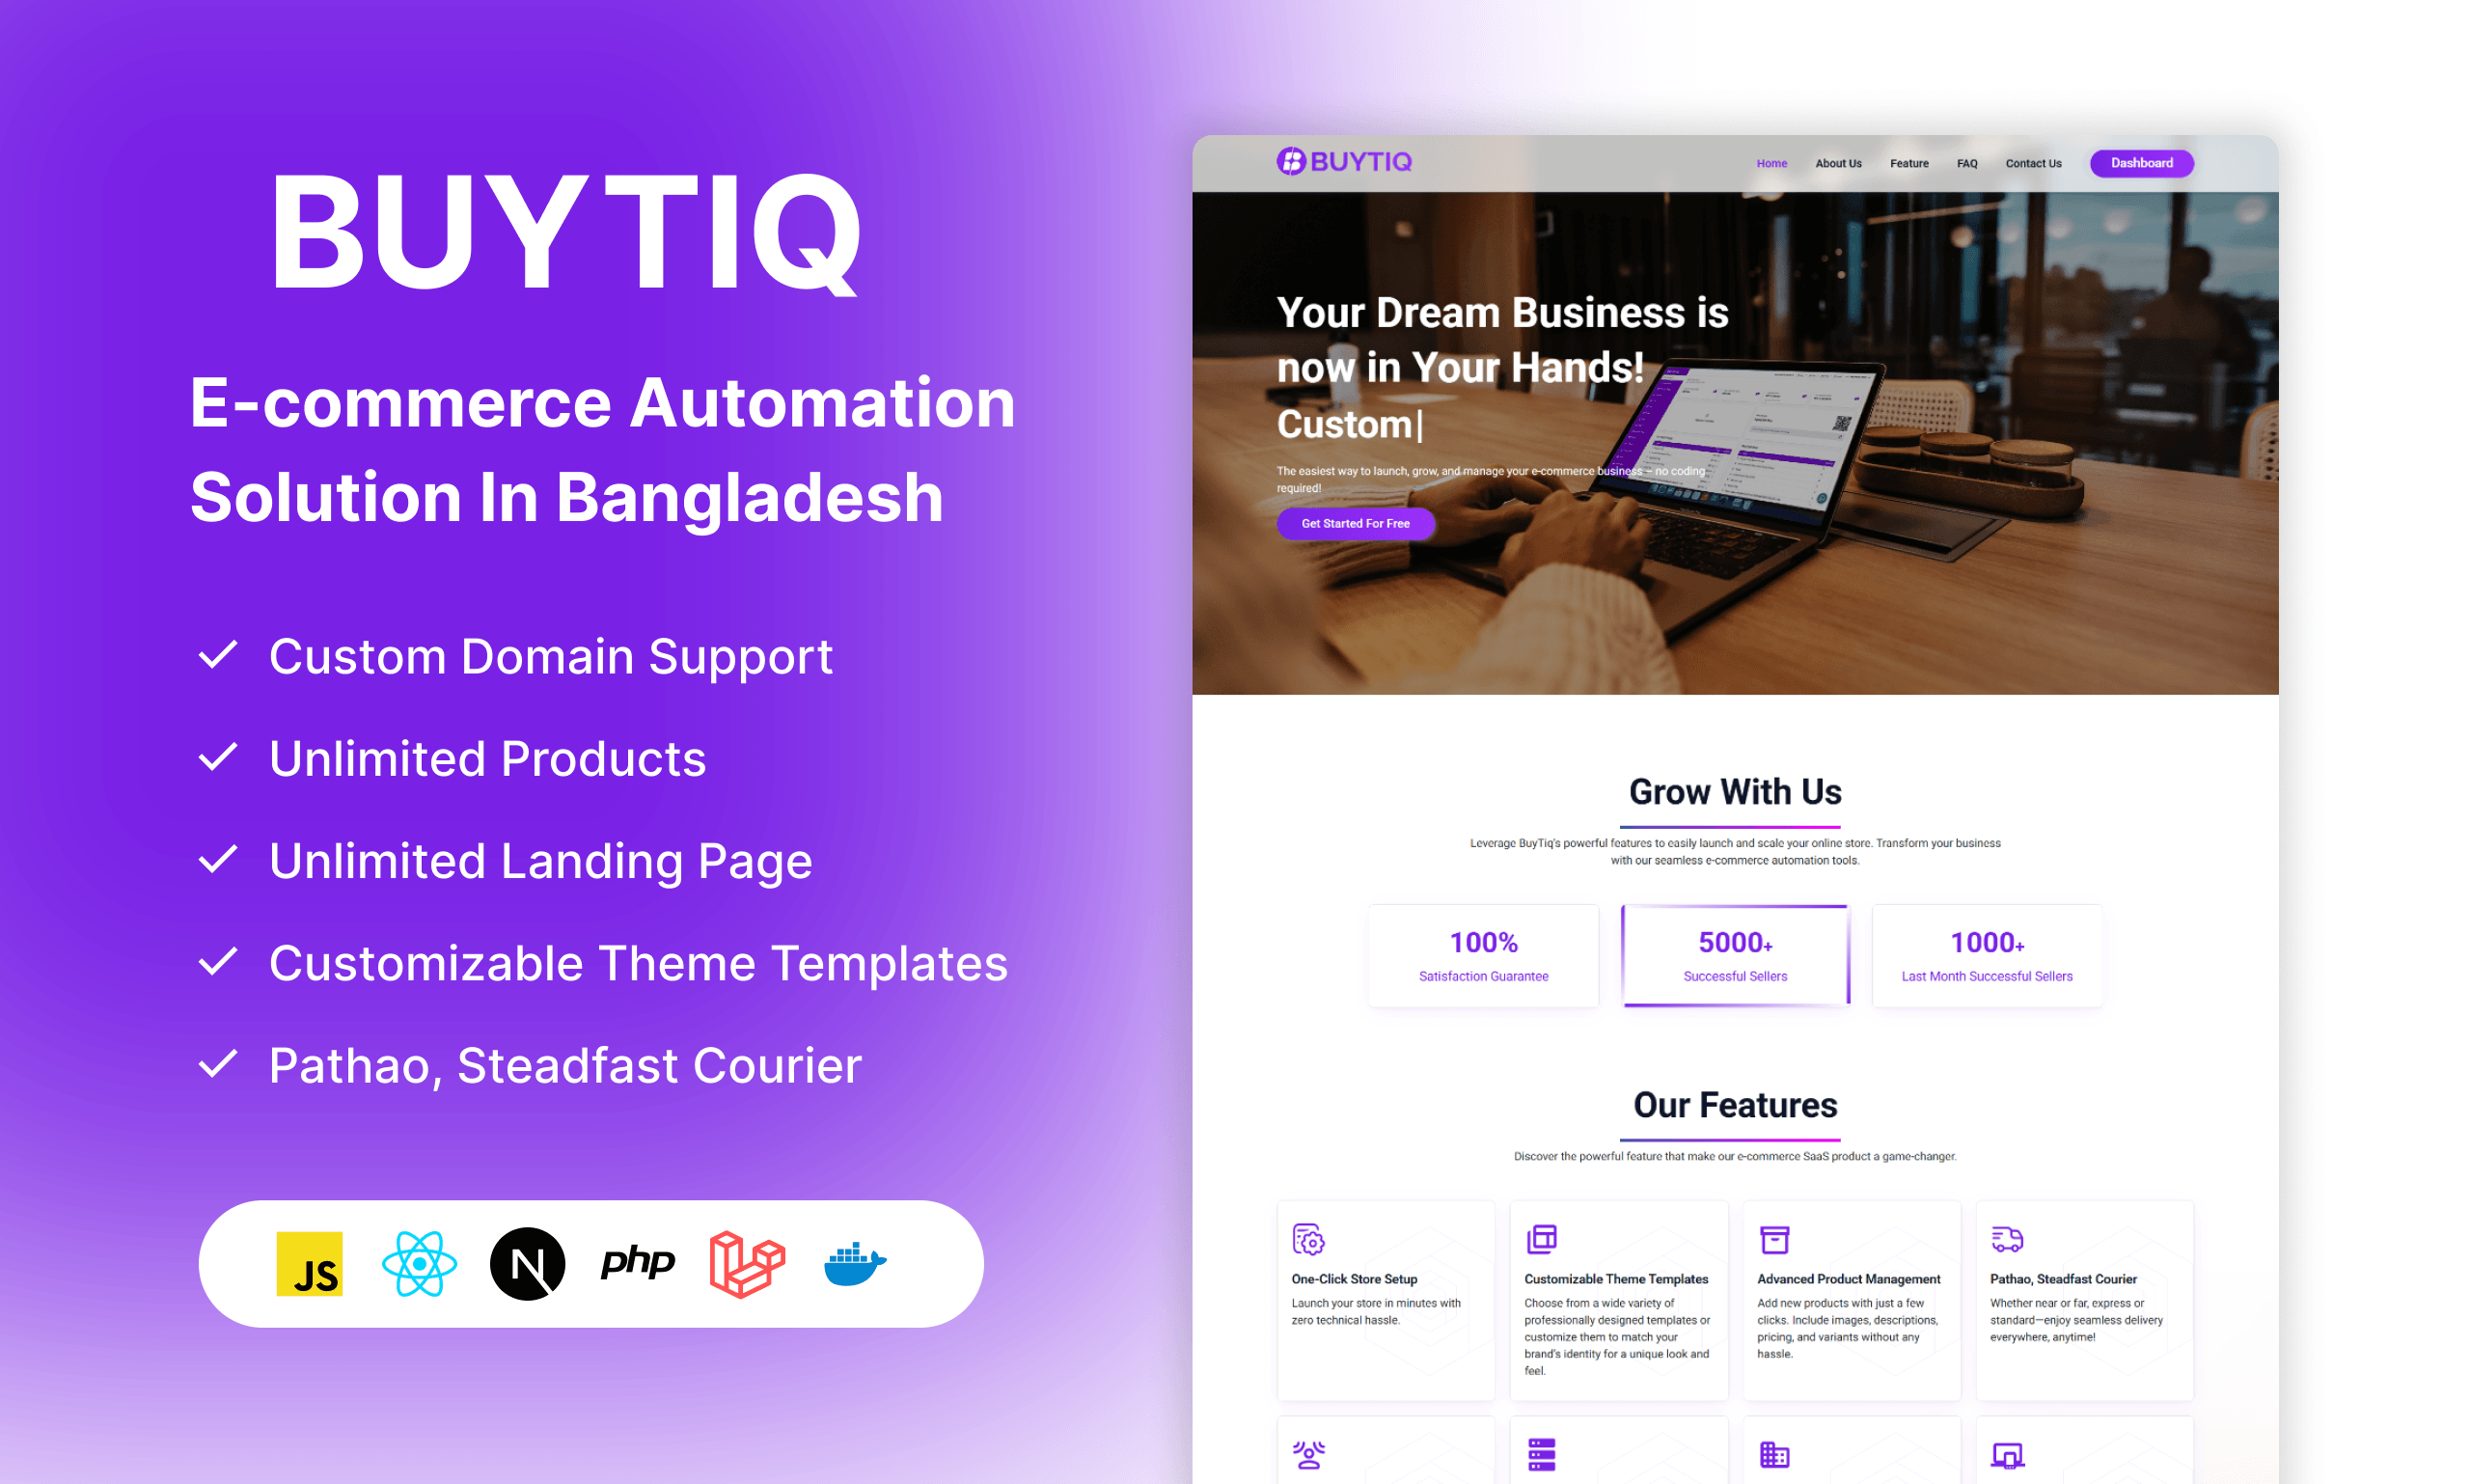 BUYTIQ
E-commerce Automation
Solution In Bangladesh
Custom Domain Support
Unlimited Products
Unlimited Landing Page
Customizable Theme Templates
Pathao, Steadfast Courier
JS
N
php
BUYTIQ
Home
About Us
Feature
FAQ
Contact Us
Dashboard
Your Dream Business is
now in Your Hands!
Custom|
The easiest way to launch, grow, and manage your e-commerce business – no coding
required!
Get Started For Free
Grow With Us
Leverage BuyTiq's powerful features to easily launch and scale your online store. Transform your business
with our seamless e-commerce automation tools.
100%
Satisfaction Guarantee
5000+
Successful Sellers
1000+
Last Month Successful Sellers
Our Features
Discover the powerful feature that make our e-commerce SaaS product a game-changer.
One-Click Store Setup
Launch your store in minutes with
zero technical hassle.
Customizable Theme Templates
Choose from a wide variety of
professionally designed templates or
customize them to match your
brand's identity for a unique look and
feel.
Advanced Product Management
Add new products with just a few
clicks. Include images, descriptions,
pricing, and variants without any
hassle.
Pathao, Steadfast Courier
Whether near or far, express or
standard—enjoy seamless delivery
everywhere, anytime!